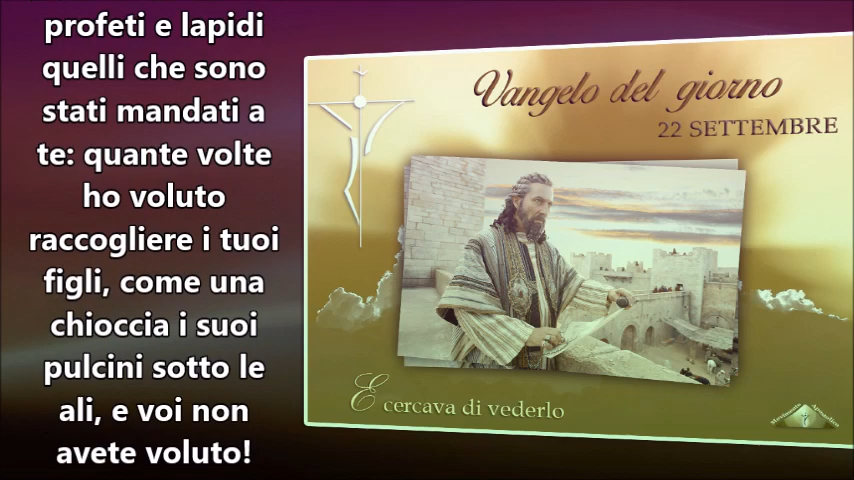 profeti e lapidi
quelli che sono
stati mandati a
te: quante volte
ho voluto
raccogliere i tuoi
figli, come una
chioccia i suoi
pulcini sotto le
ali, e voi non
avete voluto!
Vangelo del giorno
22 SETTEMBRE
E cercava di vederlo